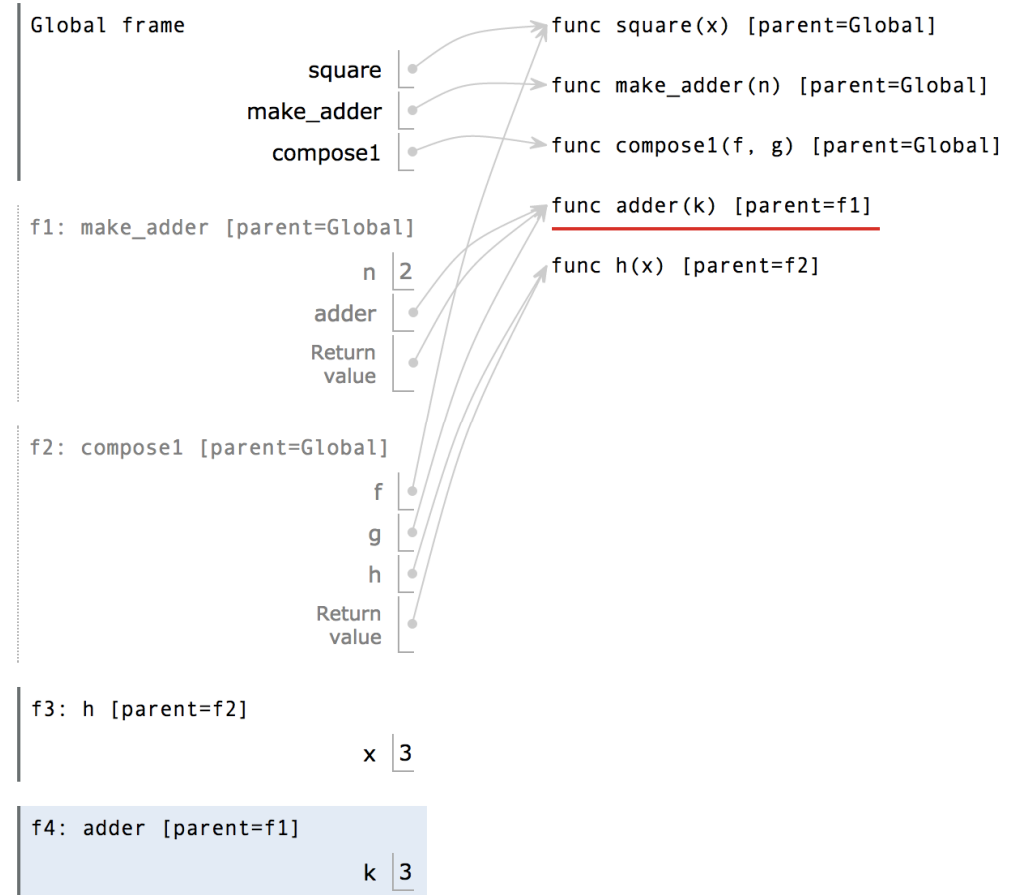 Global frame
square
make_adder
compose1
func square(x) [parent=Global]
func make_adder(n) [parent=Global]
func compose1(f, g) [parent=Global]
func adder(k) [parent=f1]
func h(x) [parent=f2]
f1: make_adder [parent=Global]
n 2
adder
Return
value
f2: compose1 [parent=Global]
f
g
h
Return
value
f3: h [parent=f2]
x 3
f4: adder [parent=f1]
k 3